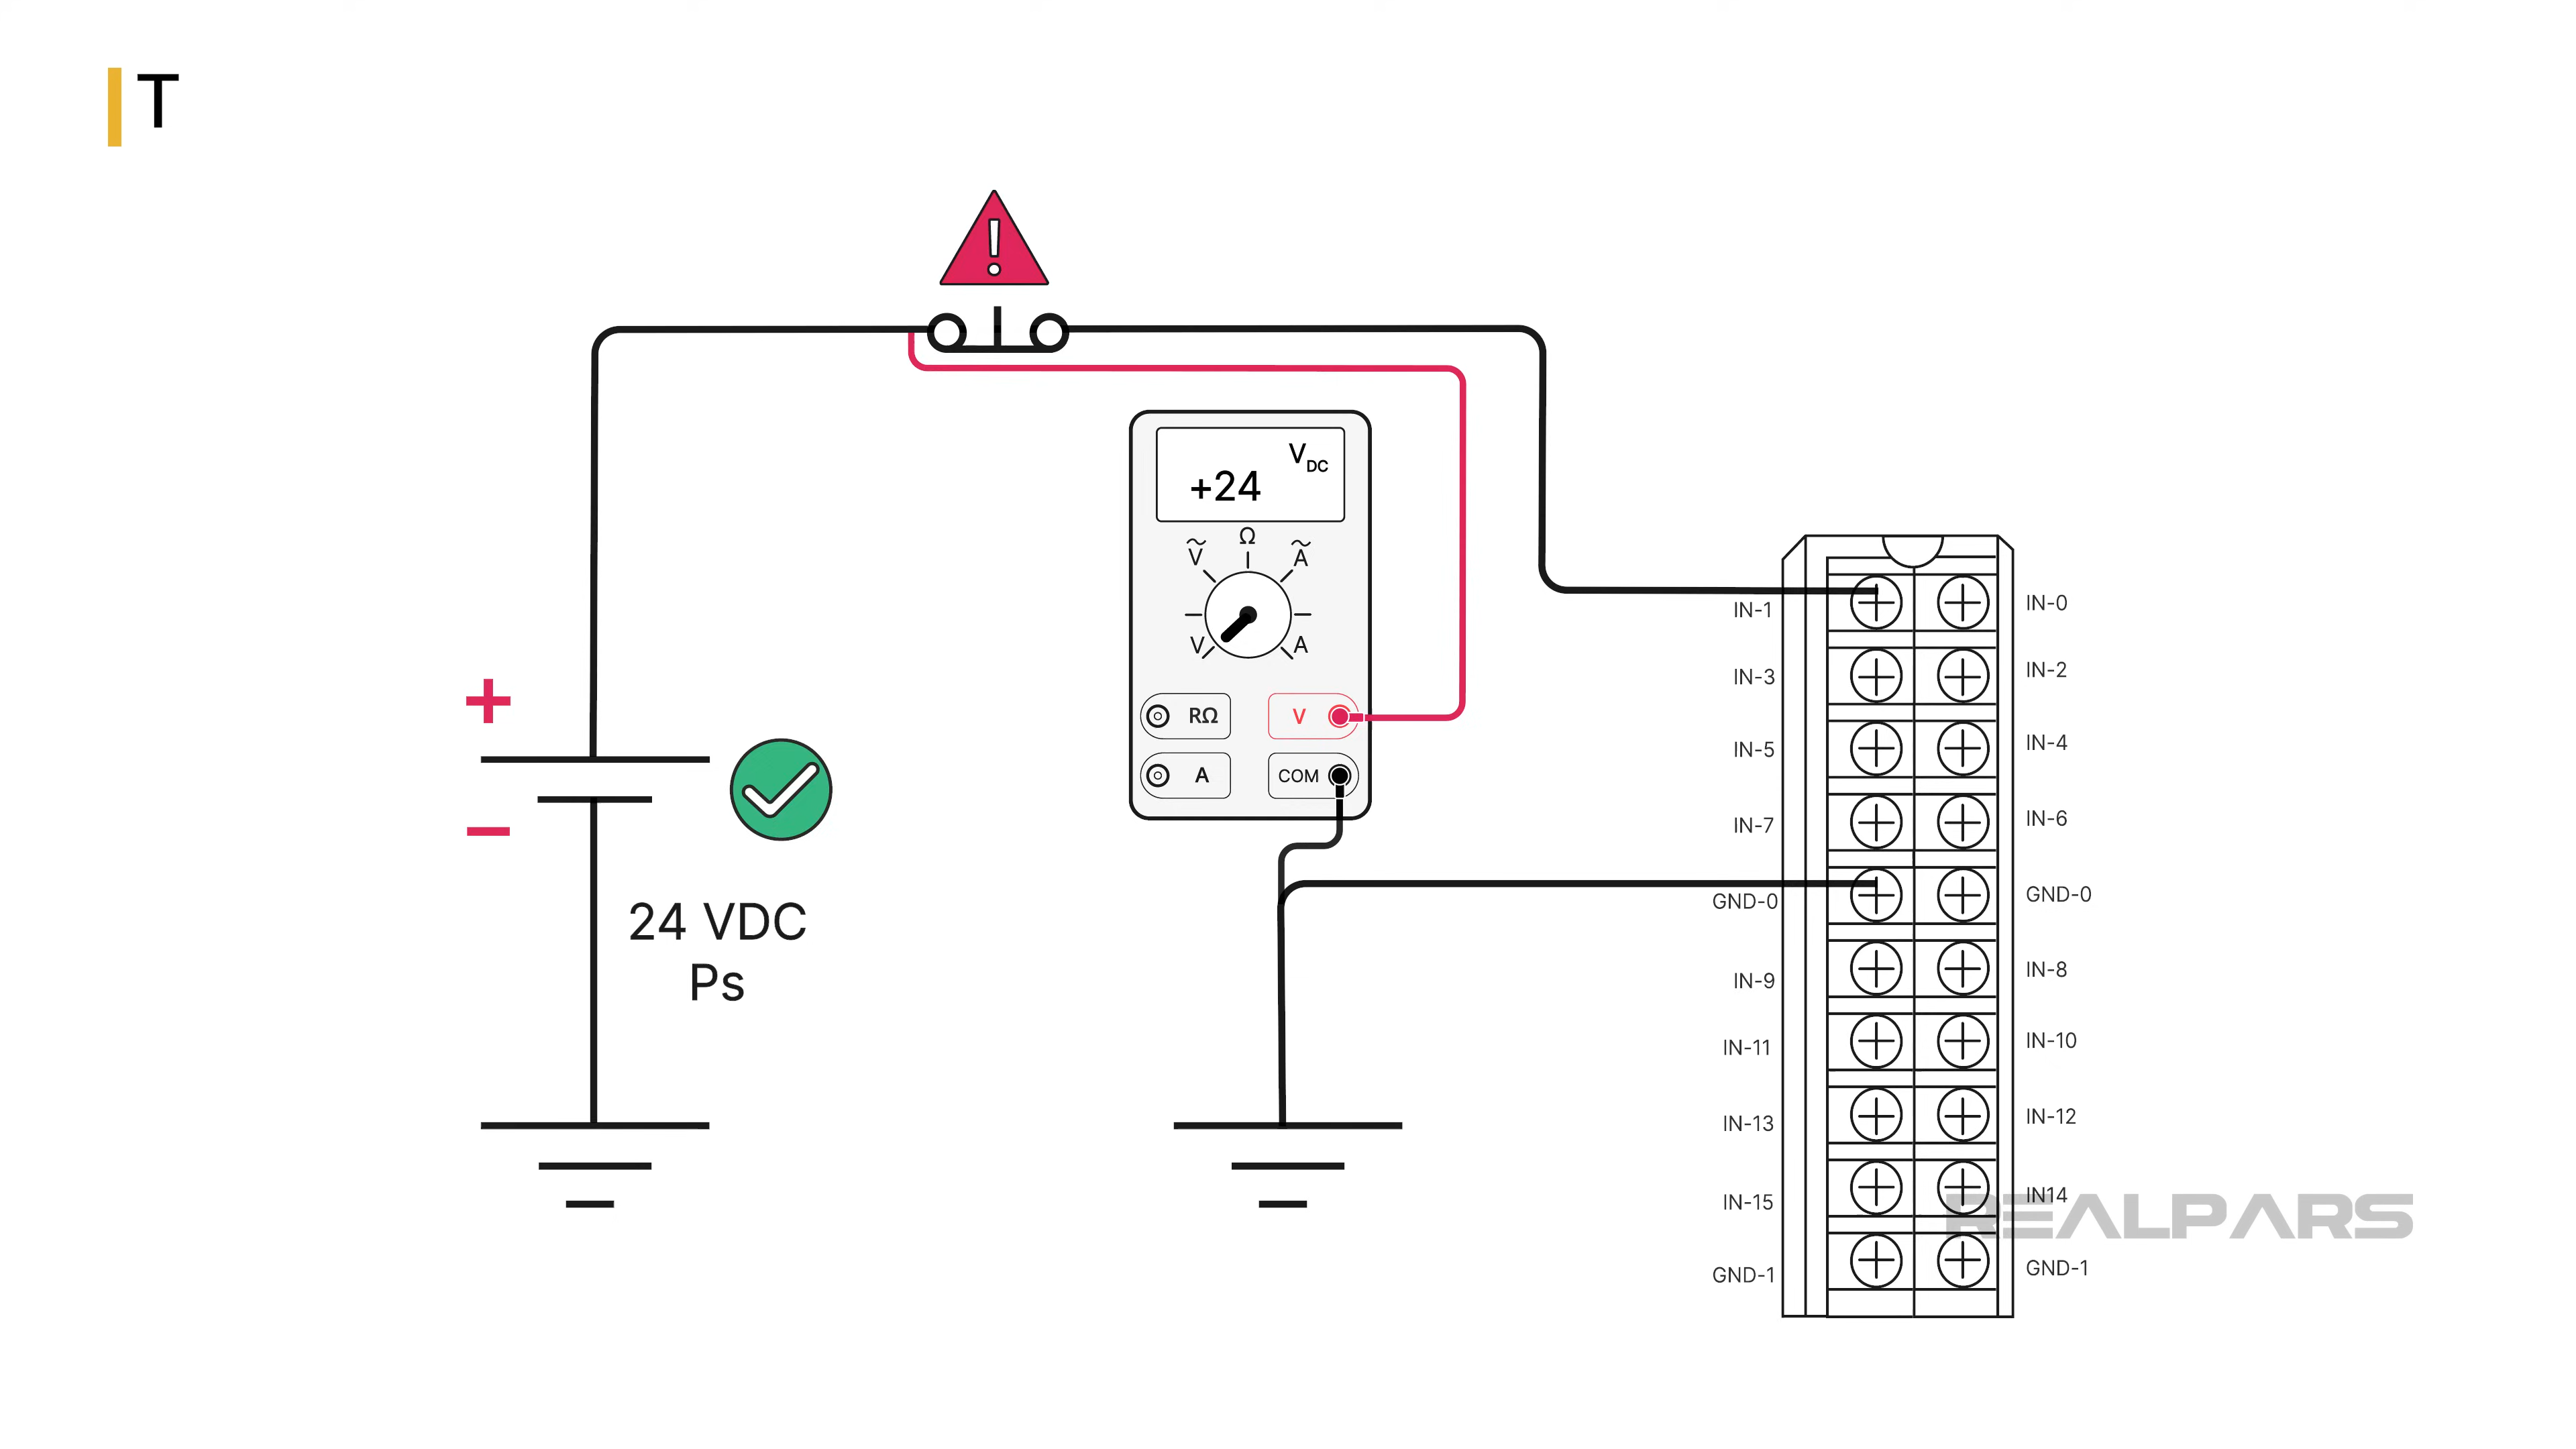 T
V DC
+24
Ω
V
A
V
A
RΩ
V
A
COM
+
−
24 VDC
Ps
IN-1
IN-0
IN-3
IN-2
IN-5
IN-4
IN-7
IN-6
GND-0
GND-0
IN-9
IN-8
IN-11
IN-10
IN-13
IN-12
IN-15
IN14
GND-1
GND-1
REALPARS